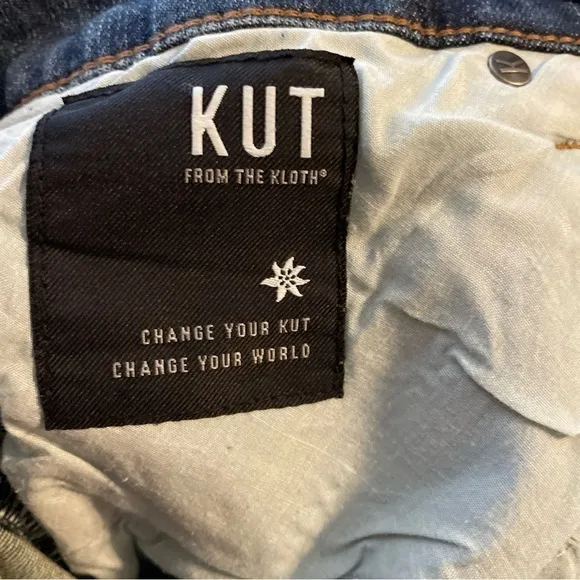 KUT
FROM THE KLOTH®
CHANGE YOUR KUT
CHANGE YOUR WORLD
K